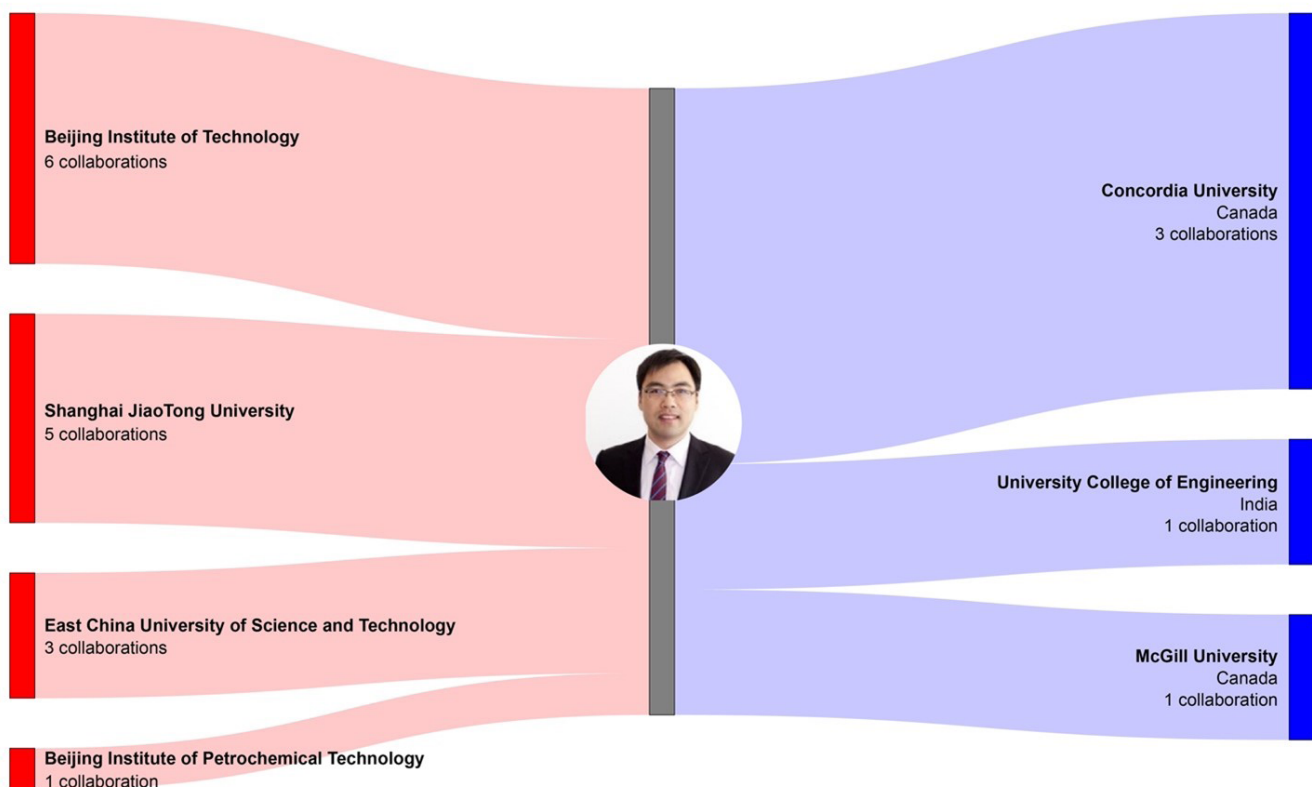 Beijing Institute of Technology
6 collaborations
Shanghai JiaoTong University
5 collaborations
East China University of Science and Technology
3 collaborations
Beijing Institute of Petrochemical Technology
1 collaboration
Concordia University
Canada
3 collaborations
University College of Engineering
India
1 collaboration
McGill University
Canada
1 collaboration